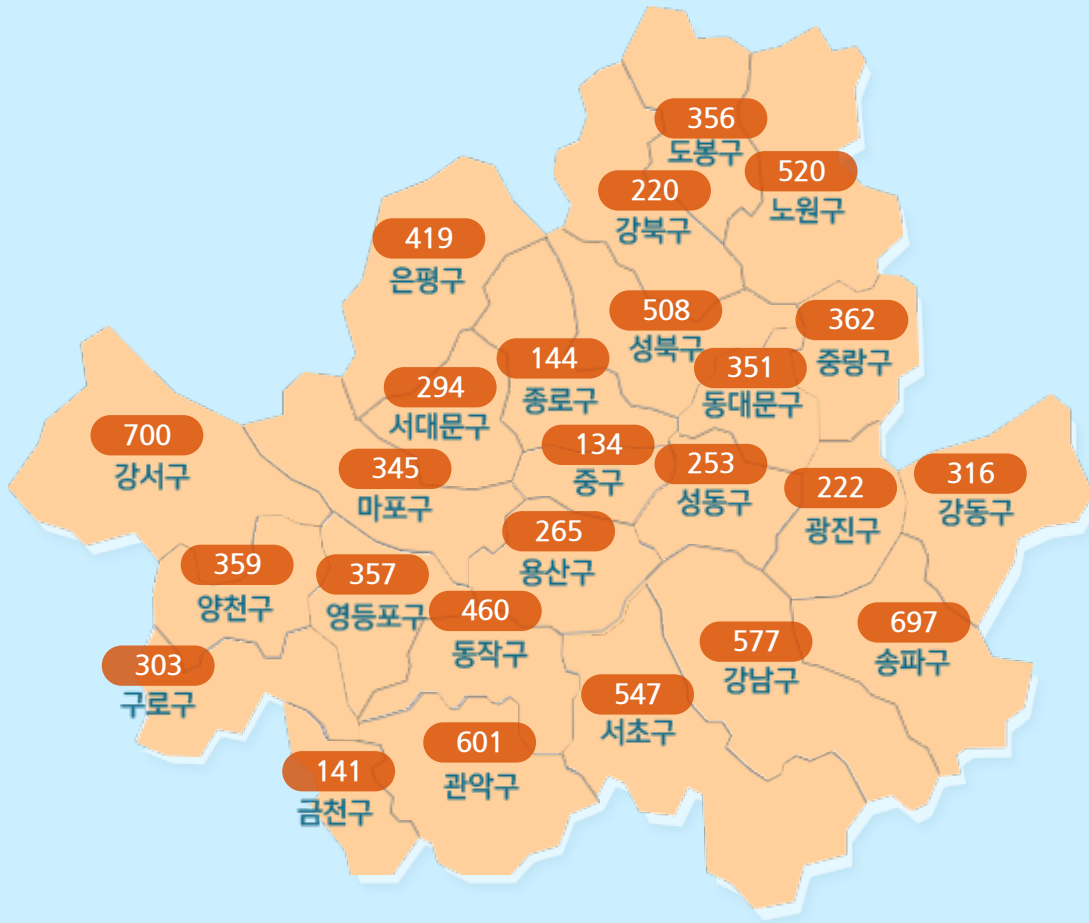 356
도봉구
520
노원구
220
강북구
419
은평구
508
성북구
362
중랑구
144
종로구
351
동대문구
294
서대문구
700
강서구
134
중구
253
성동구
345
마포구
316
강동구
222
광진구
265
용산구
359
양천구
357
영등포구
460
동작구
697
송파구
577
강남구
303
구로구
547
서초구
601
관악구
141
금천구